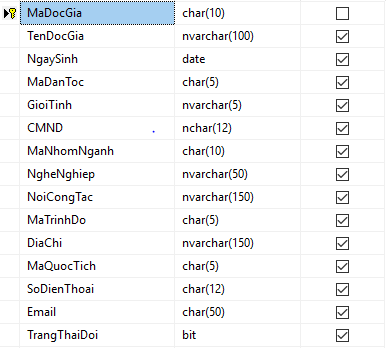 MaDocGia char(10)
TenDocGia nvarchar(100)
NgaySinh date
MaDanToc char(5)
GioiTinh nvarchar(5)
CMND nchar(12)
MaNhomNganh char(10)
NgheNghiep nvarchar(50)
NoiCongTac nvarchar(150)
MaTrinhDo char(5)
DiaChi nvarchar(150)
MaQuocTich char(5)
SoDienThoai char(12)
Email char(50)
TrangThaiDoi bit